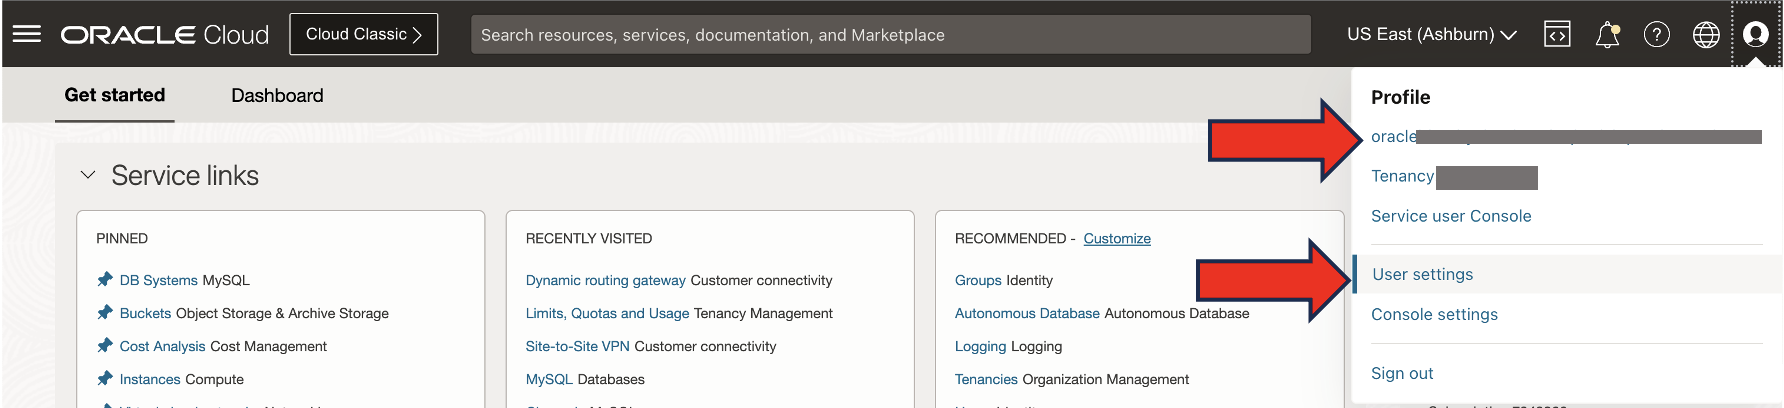 ORACLE Cloud
Cloud Classic >
Search resources, services, documentation, and Marketplace
US East (Ashburn)
Get started
Dashboard
Service links
PINNED
DB Systems MySQL
Buckets Object Storage & Archive Storage
Cost Analysis Cost Management
Instances Compute
RECENTLY VISITED
Dynamic routing gateway Customer connectivity
Limits, Quotas and Usage Tenancy Management
Site-to-Site VPN Customer connectivity
MySQL Databases
RECOMMENDED - Customize
Groups Identity
Autonomous Database Autonomous Database
Logging Logging
Tenancies Organization Management
Profile
oracle
Tenancy
Service user Console
User settings
Console settings
Sign out